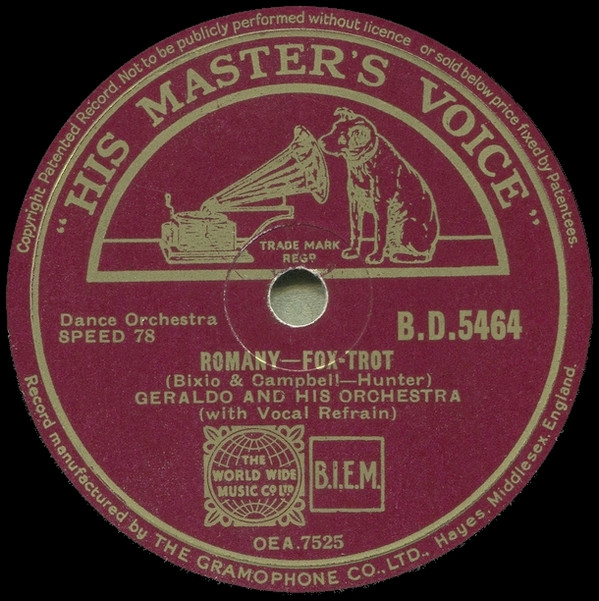 Copyright Patented Record. Not to be publicly performed without licence or sold below price fixed by Patentees.
"HIS MASTER'S VOICE"
TRADE MARK
REGD
Dance Orchestra
SPEED 78
B.D.5464
ROMANY—FOX-TROT
(Bixio & Campbell—Hunter)
GERALDO AND HIS ORCHESTRA
(with Vocal Refrain)
THE
WORLD WIDE
MUSIC CO LTD
B.I.E.M.
OEA.7525
Record manufactured by THE GRAMOPHONE CO., LTD., Hayes, Middlesex, England.